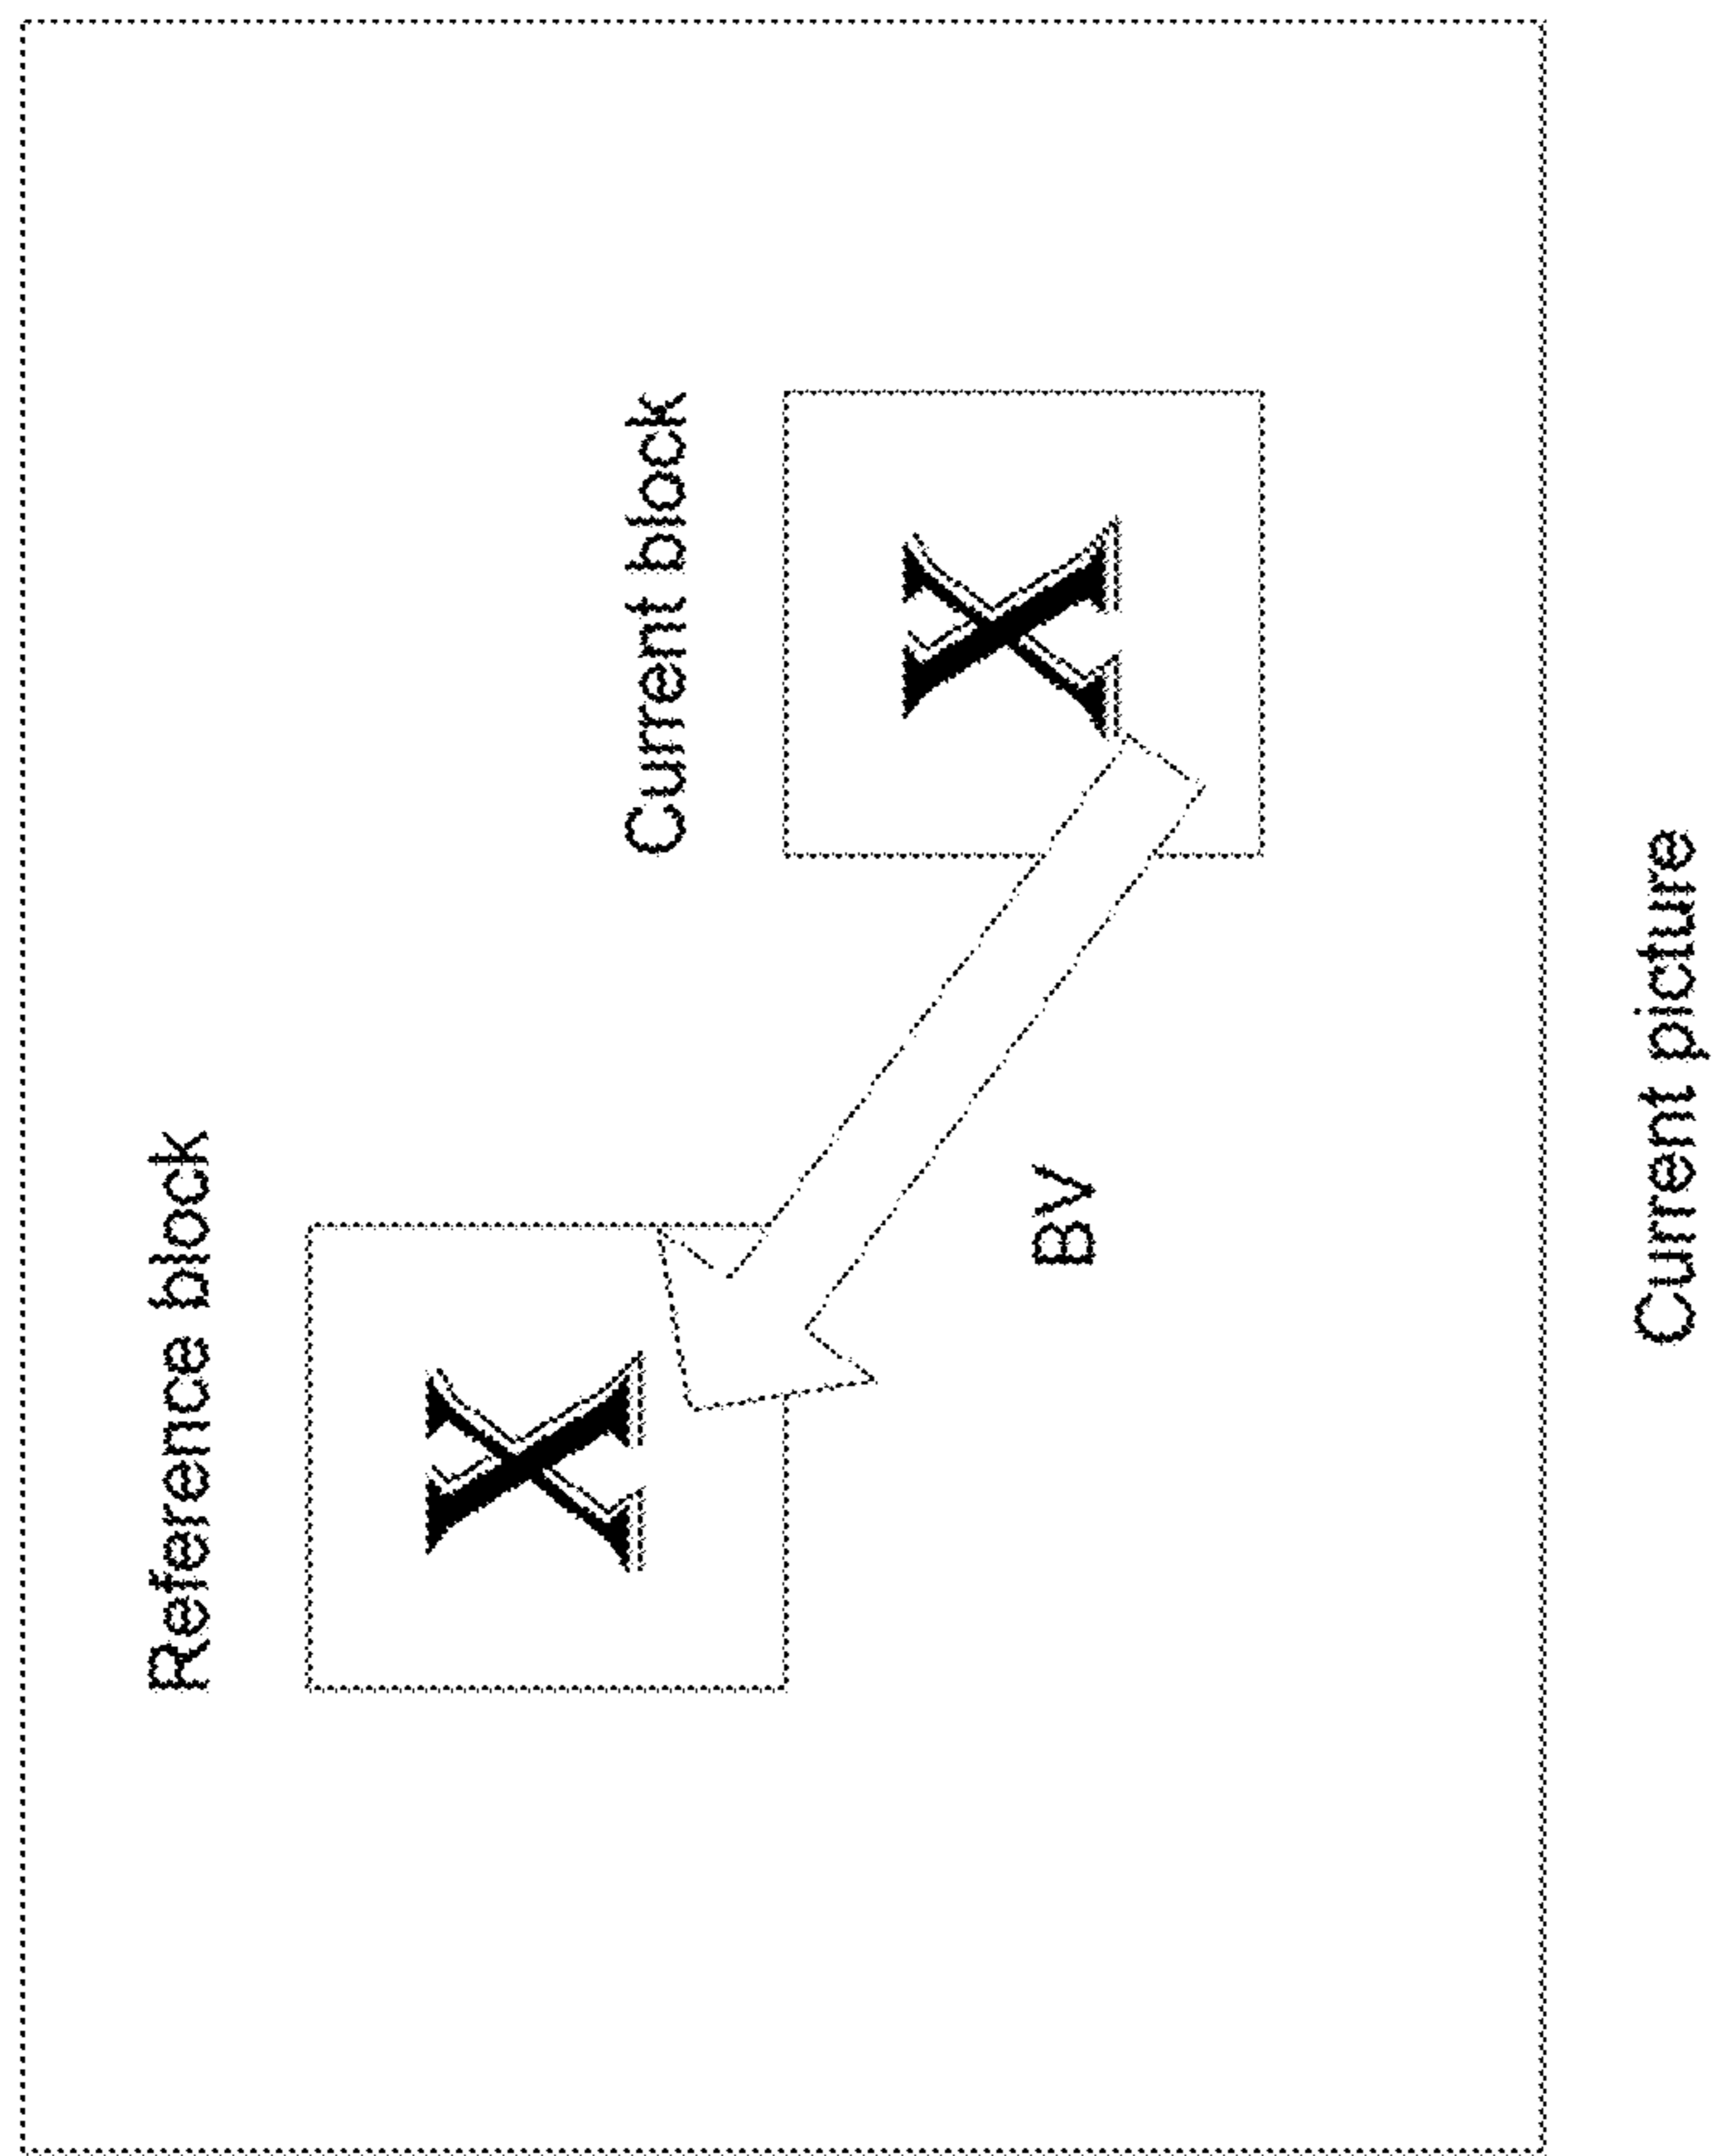 Reference block
X
Current block
X
BV
Current picture